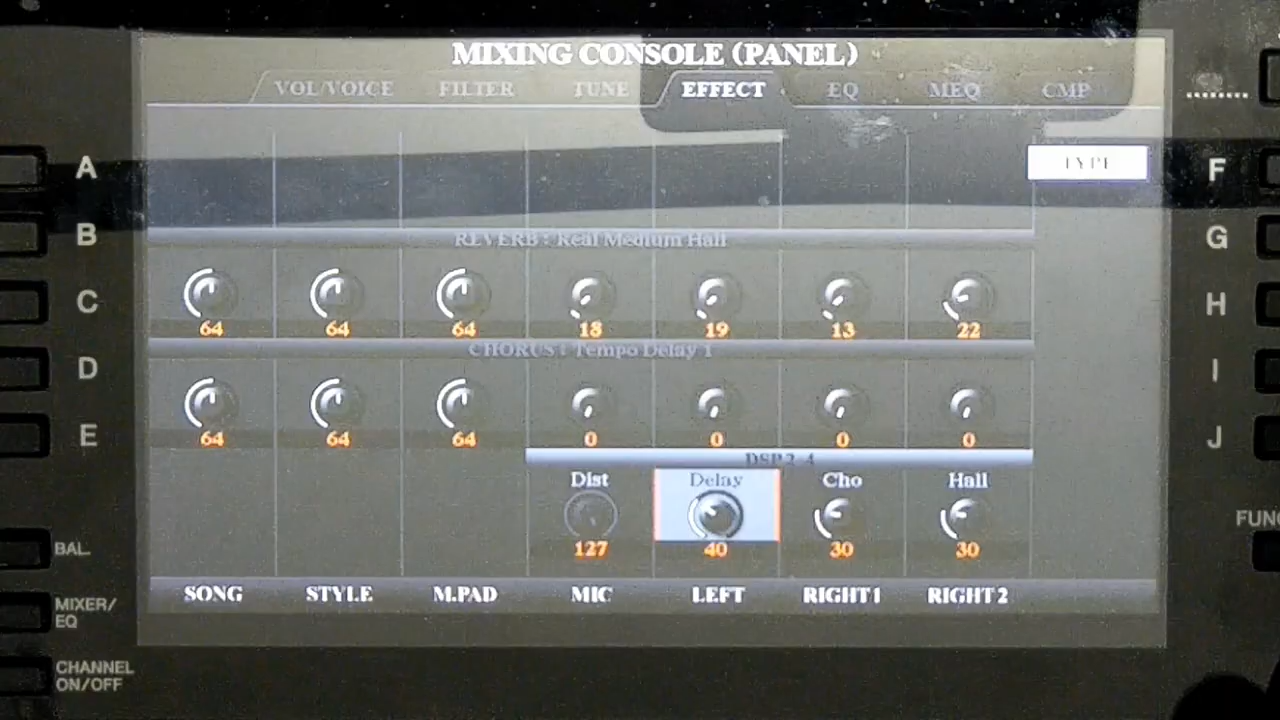 MIXING CONSOLE (PANEL)
VOL/VOICE FILTER TUNE EFFECT EQ MEQ CMP
A TYPE F
B REVERB : Real Medium Hall G
C H
64 64 64 18 19 13 22
CHORUS : Tempo Delay 1
D I
E 64 64 64 0 0 0 0 J
DSP 2-4
Dist Delay Cho Hall
127 40 30 30
BAL.
SONG STYLE M.PAD MIC LEFT RIGHT1 RIGHT2
MIXER/
EQ
CHANNEL
ON/OFF